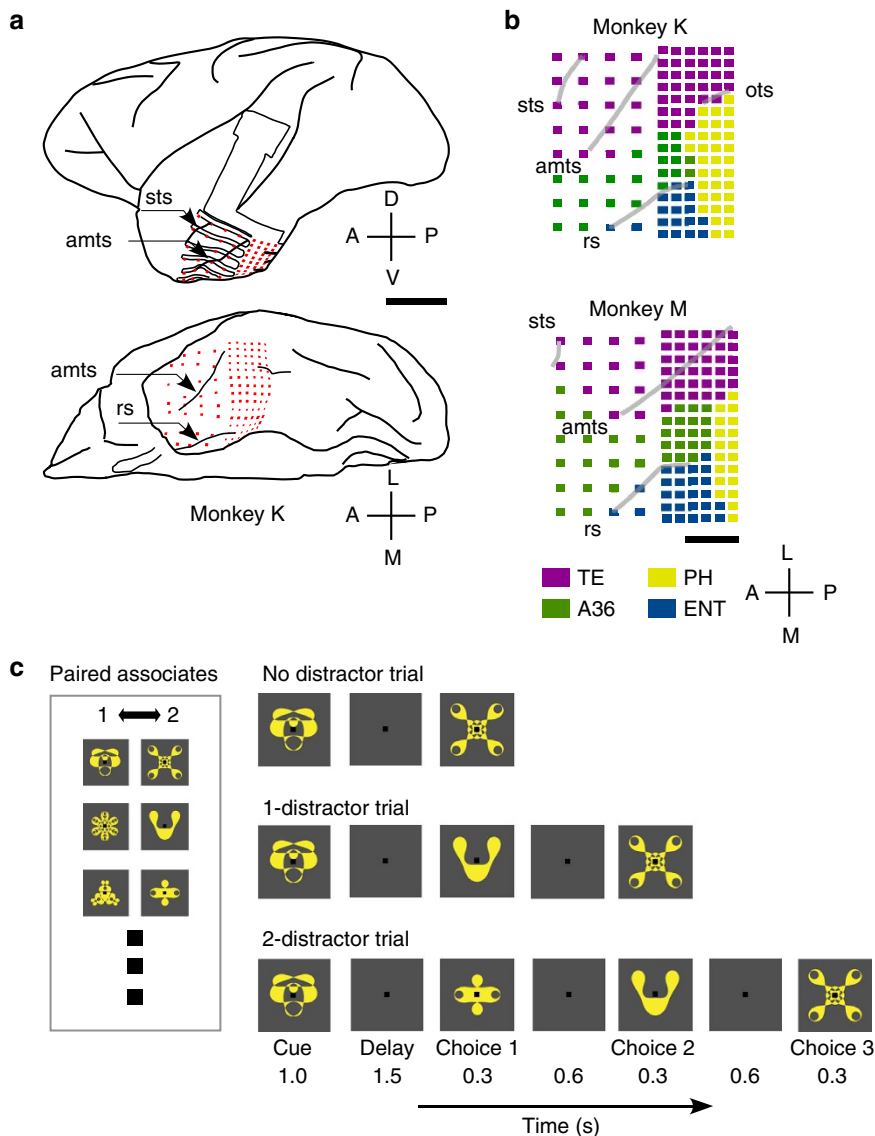 a
sts
amts
D
A P
V
amts
rs
L
A P
M
Monkey K
b
Monkey K
sts
ots
amts
rs
Monkey M
sts
amts
rs
TE PH
A36 ENT
L
A P
M
c
Paired associates
1 2
No distractor trial
1-distractor trial
2-distractor trial
Cue Delay Choice 1 Choice 2 Choice 3
1.0 1.5 0.3 0.6 0.3 0.6 0.3
Time (s)